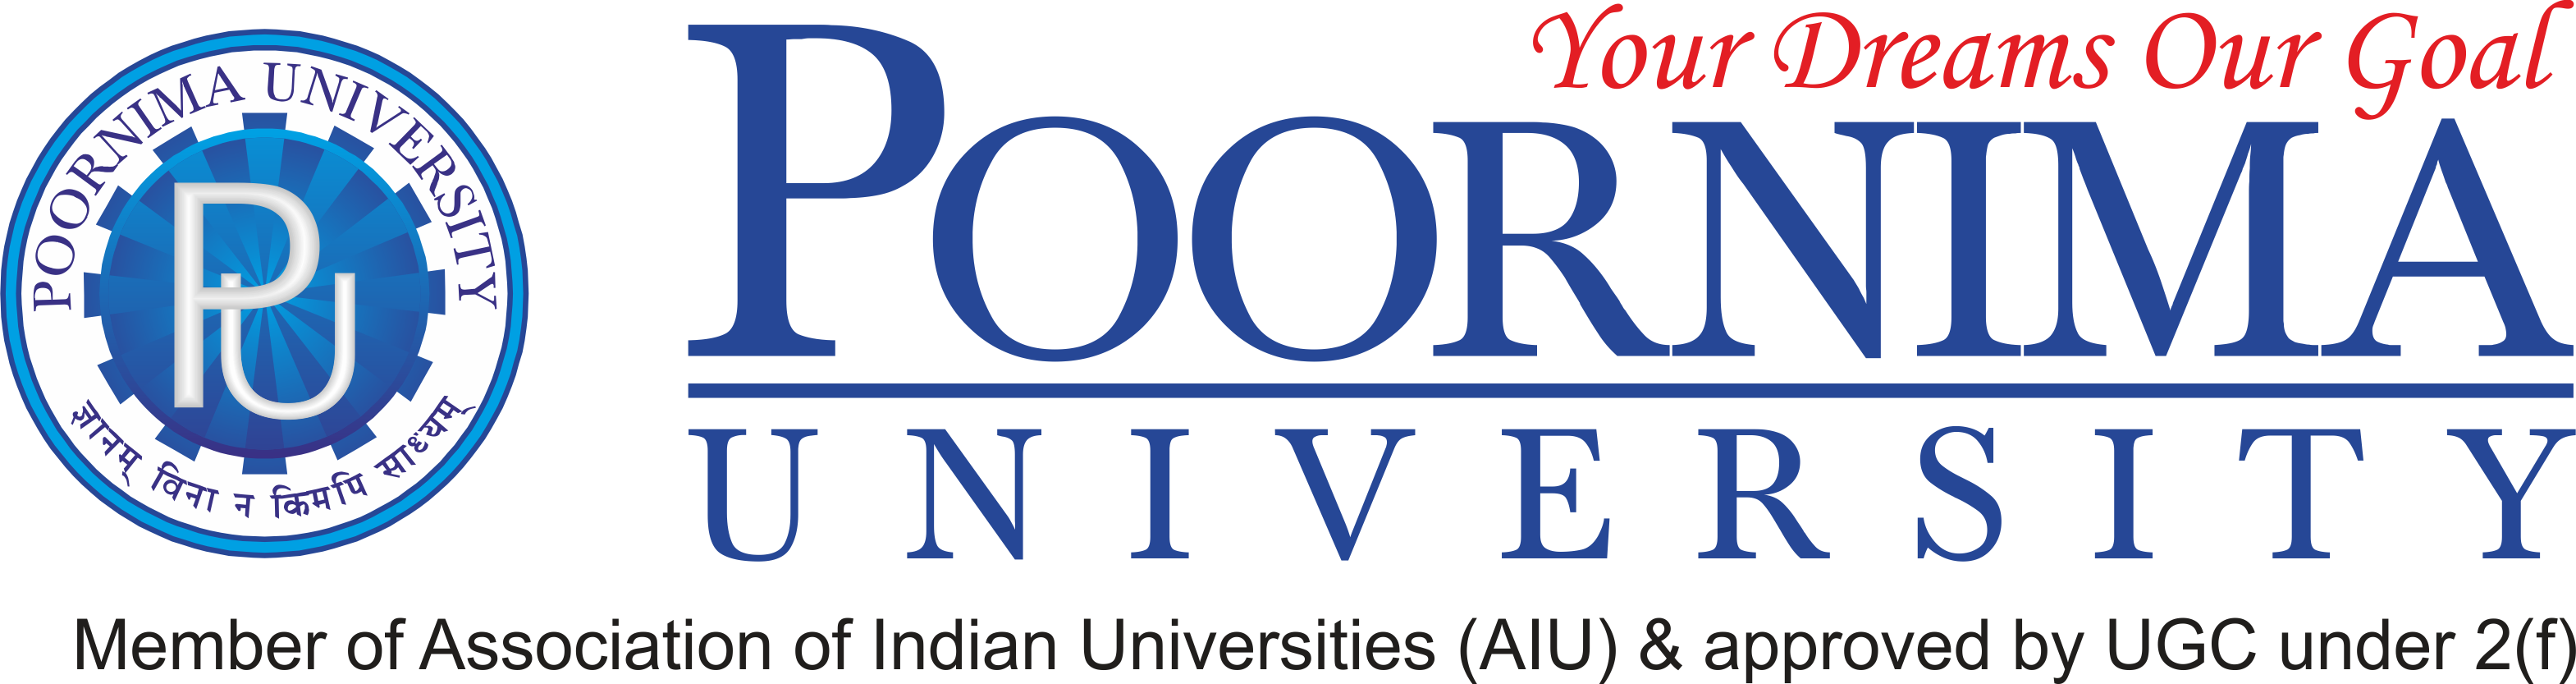 POORNIMA UNIVERSITY
PU
ज्ञानम् विना न किमपि साध्यम्
Your Dreams Our Goal
POORNIMA
UNIVERSITY
Member of Association of Indian Universities (AIU) & approved by UGC under 2(f)